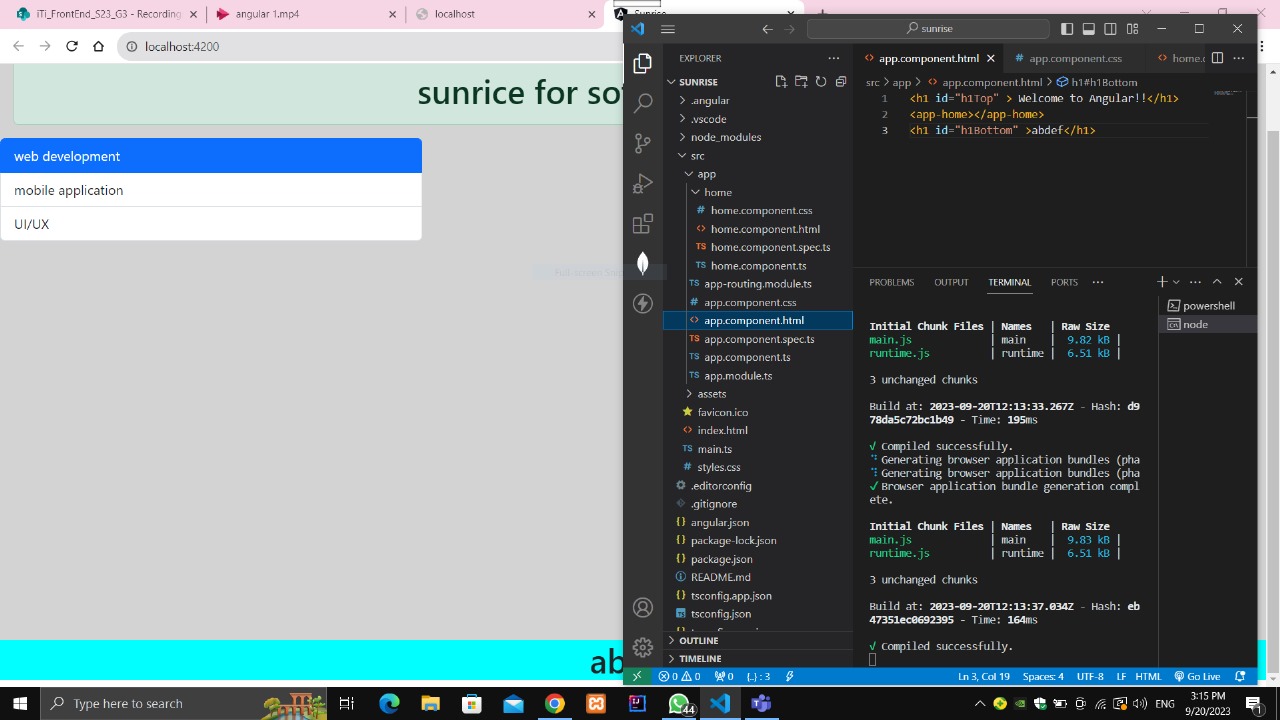 iTi_FrontEnd_S23_G3 - Recordin
angular 1.mp4
localhost
Sunrise
localhost:4200
sunrice for so
web development
mobile application
UI/UX
ab
sunrise
EXPLORER
SUNRISE
.angular
.vscode
node_modules
src
app
home
home.component.css
home.component.html
home.component.spec.ts
home.component.ts
app-routing.module.ts
app.component.css
app.component.html
app.component.spec.ts
app.component.ts
app.module.ts
assets
favicon.ico
index.html
main.ts
styles.css
.editorconfig
.gitignore
angular.json
package-lock.json
package.json
README.md
tsconfig.app.json
tsconfig.json
OUTLINE
TIMELINE
app.component.html
app.component.css
home.c
src > app > app.component.html > h1#h1Bottom
1 <h1 id="h1Top" > Welcome to Angular!!</h1>
2 <app-home></app-home>
3 <h1 id="h1Bottom" >abdef</h1>
PROBLEMS OUTPUT TERMINAL PORTS
powershell
node
Initial Chunk Files | Names | Raw Size
main.js | main | 9.82 kB |
runtime.js | runtime | 6.51 kB |
3 unchanged chunks
Build at: 2023-09-20T12:13:33.267Z - Hash: d9
78da5c72bc1b49 - Time: 195ms
√ Compiled successfully.
Generating browser application bundles (pha
Generating browser application bundles (pha
✓ Browser application bundle generation compl
ete.
Initial Chunk Files | Names | Raw Size
main.js | main | 9.83 kB |
runtime.js | runtime | 6.51 kB |
3 unchanged chunks
Build at: 2023-09-20T12:13:37.034Z - Hash: eb
47351ec0692395 - Time: 164ms
√ Compiled successfully.
0 0 0 {..} : 3 Ln 3, Col 19 Spaces: 4 UTF-8 LF HTML Go Live
Type here to search
44
ENG
3:15 PM
9/20/2023
1